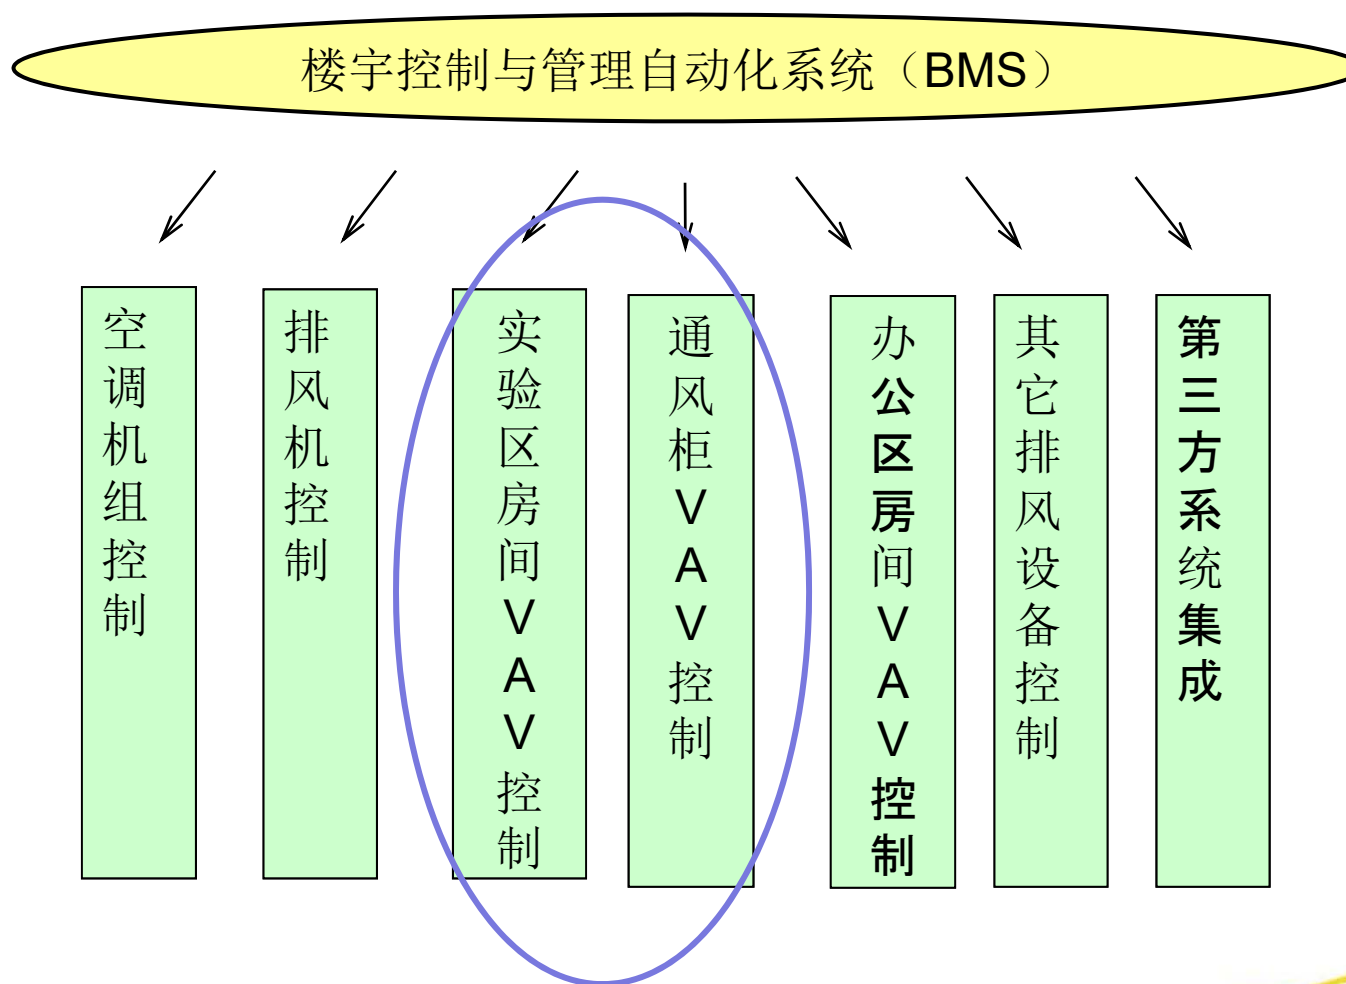 楼宇控制与管理自动化系统（BMS）
空调机组控制
排风机控制
实验区房间VAV控制
通风柜VAV控制
办公区房间VAV控制
其它排风设备控制
第三方系统集成